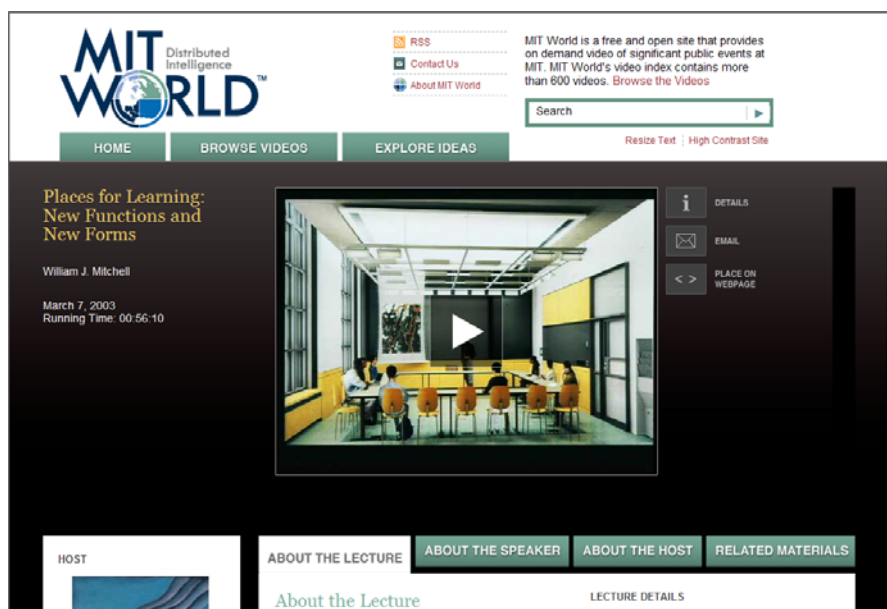 MIT
Distributed
Intelligence
WORLD™
RSS
Contact Us
About MIT World
MIT World is a free and open site that provides
on demand video of significant public events at
MIT. MIT World's video index contains more
than 600 videos. Browse the Videos
Search
Resize Text
High Contrast Site
HOME
BROWSE VIDEOS
EXPLORE IDEAS
Places for Learning:
New Functions and
New Forms
William J. Mitchell
March 7, 2003
Running Time: 00:56:10
DETAILS
EMAIL
< > PLACE ON
WEBPAGE
HOST
ABOUT THE LECTURE
ABOUT THE SPEAKER
ABOUT THE HOST
RELATED MATERIALS
About the Lecture
LECTURE DETAILS